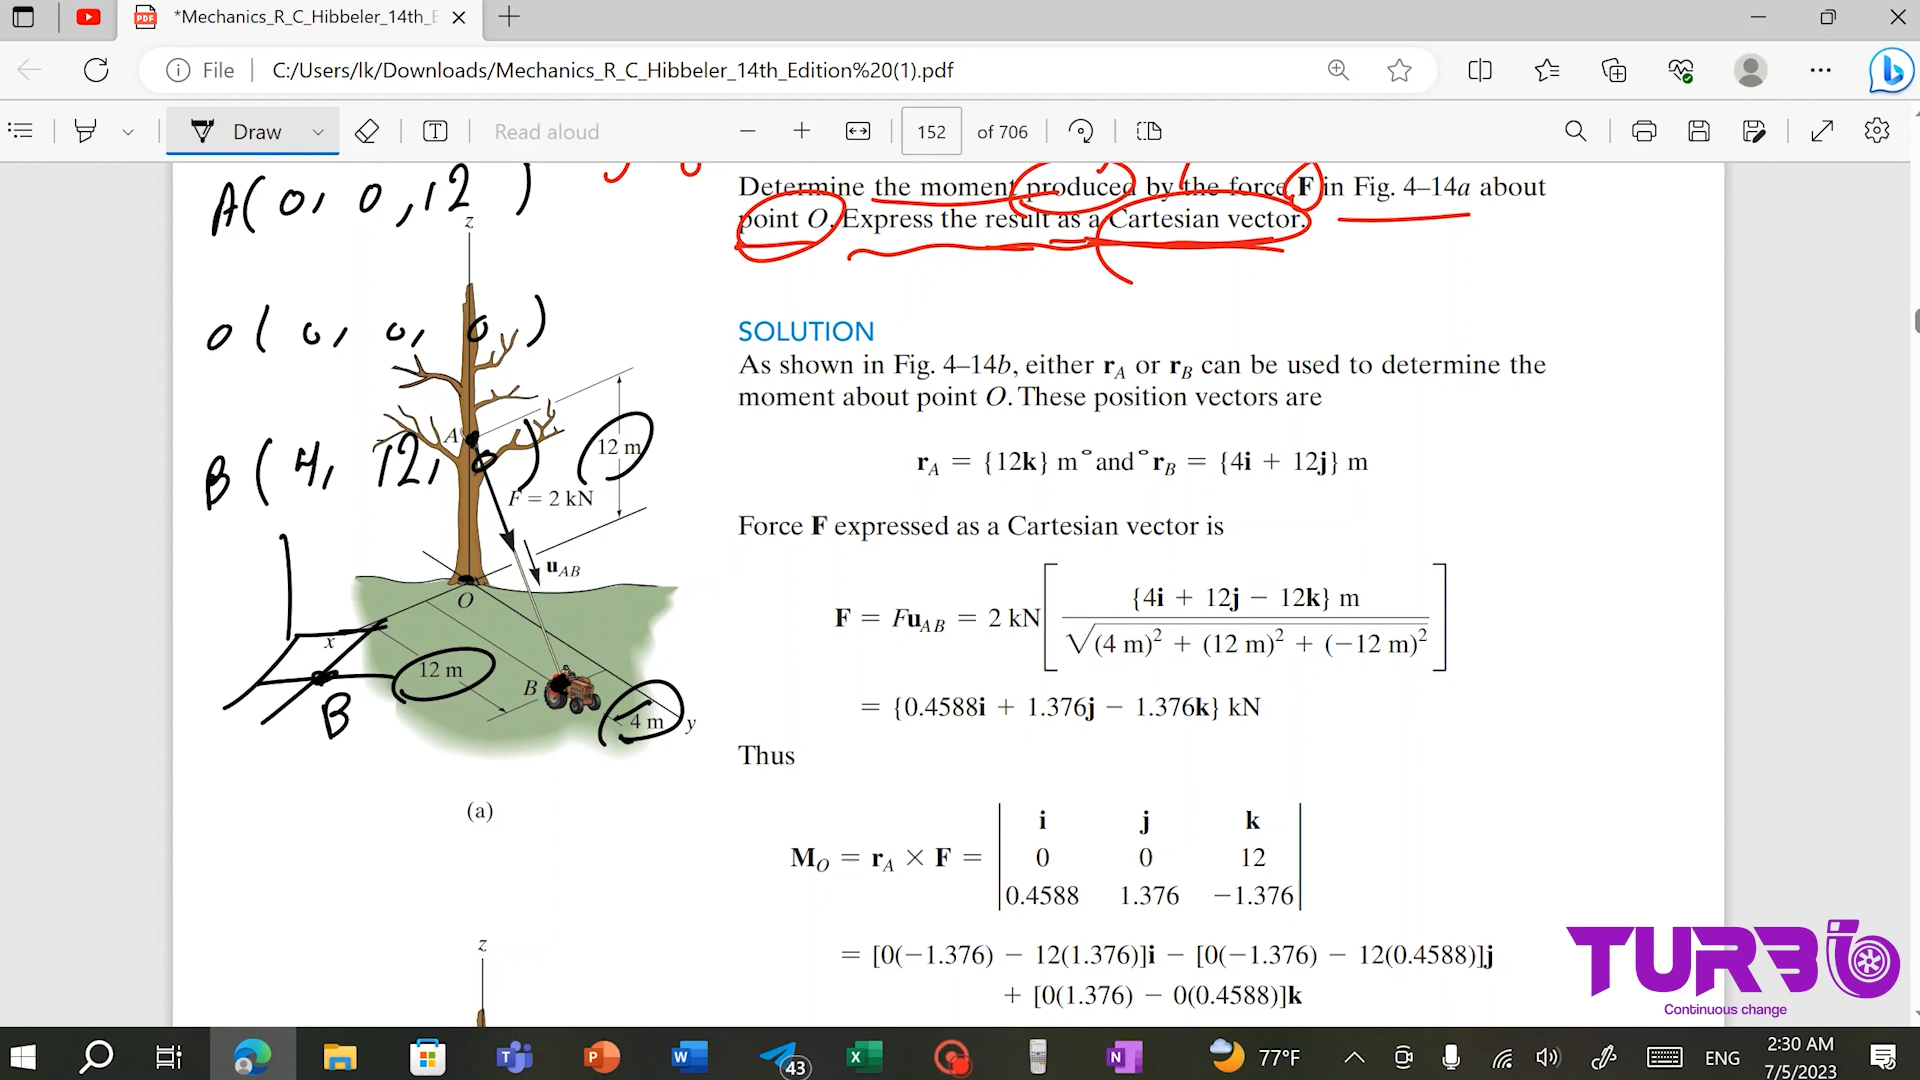 *Mechanics_R_C_Hibbeler_14th_E
File
C:/Users/lk/Downloads/Mechanics_R_C_Hibbeler_14th_Edition%20(1).pdf
Draw
Read aloud
152 of 706
A(0, 0, 12)
Determine the moment produced by the force F in Fig. 4–14a about
point O. Express the result as a Cartesian vector.
z
O(0, 0, 0)
SOLUTION
As shown in Fig. 4–14b, either r_A or r_B can be used to determine the
moment about point O. These position vectors are
A
12 m
B(4, 12, 0)
r_A = {12k} m° and° r_B = {4i + 12j} m
F = 2 kN
Force F expressed as a Cartesian vector is
u_AB
O
F = Fu_AB = 2 kN [ {4i + 12j − 12k} m / √(4 m)² + (12 m)² + (−12 m)² ]
x
12 m
B
B
4 m
y
= {0.4588i + 1.376j − 1.376k} kN
Thus
(a)
i j k
M_O = r_A × F = 0 0 12
0.4588 1.376 −1.376
z
= [0(−1.376) − 12(1.376)]i − [0(−1.376) − 12(0.4588)]j
+ [0(1.376) − 0(0.4588)]k
TURBO
Continuous change
43
77°F
ENG
2:30 AM
7/5/2023